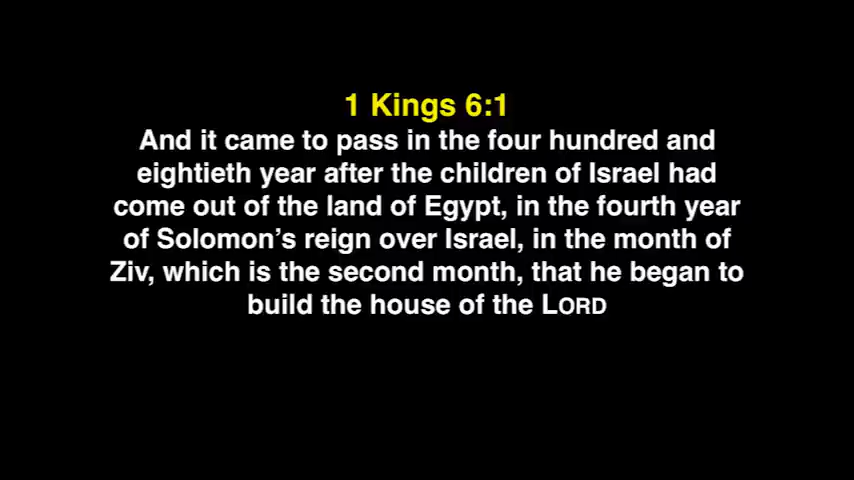 1 Kings 6:1
And it came to pass in the four hundred and
eightieth year after the children of Israel had
come out of the land of Egypt, in the fourth year
of Solomon’s reign over Israel, in the month of
Ziv, which is the second month, that he began to
build the house of the LORD